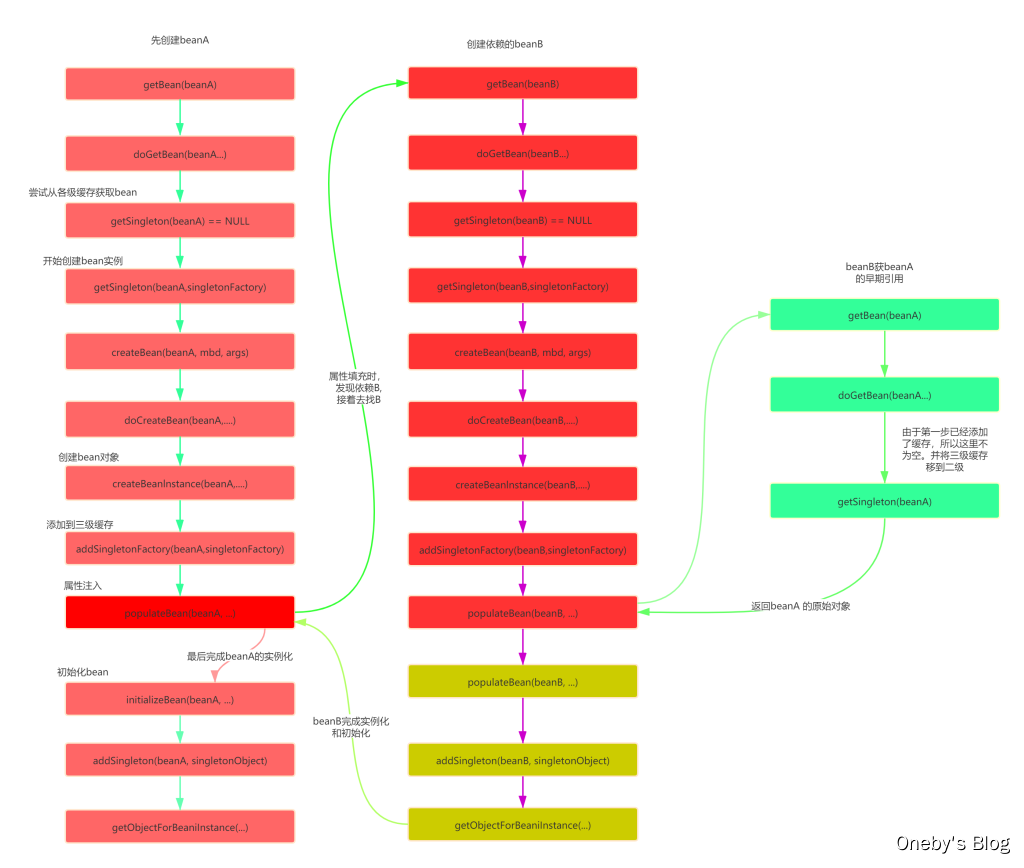 先创建beanA
getBean(beanA)
doGetBean(beanA...)
尝试从各级缓存获取bean
getSingleton(beanA) == NULL
开始创建bean实例
getSingleton(beanA,singletonFactory)
createBean(beanA, mbd, args)
doCreateBean(beanA,....)
创建bean对象
createBeanInstance(beanA,....)
添加到三级缓存
addSingletonFactory(beanA,singletonFactory)
属性注入
populateBean(beanA, ...)
最后完成beanA的实例化
初始化bean
initializeBean(beanA, ...)
addSingleton(beanA, singletonObject)
getObjectForBeaniInstance(...)
属性填充时，
发现依赖B,
接着去找B
beanB完成实例化
和初始化
创建依赖的beanB
getBean(beanB)
doGetBean(beanB...)
getSingleton(beanB) == NULL
getSingleton(beanB,singletonFactory)
createBean(beanB, mbd, args)
doCreateBean(beanB,....)
createBeanInstance(beanB,....)
addSingletonFactory(beanB,singletonFactory)
populateBean(beanB, ...)
populateBean(beanB, ...)
addSingleton(beanB, singletonObject)
getObjectForBeaniInstance(...)
beanB获beanA
的早期引用
getBean(beanA)
doGetBean(beanA...)
由于第一步已经添加
了缓存，所以这里不
为空。并将三级缓存
移到二级
getSingleton(beanA)
返回beanA 的原始对象
Oneby's Blog